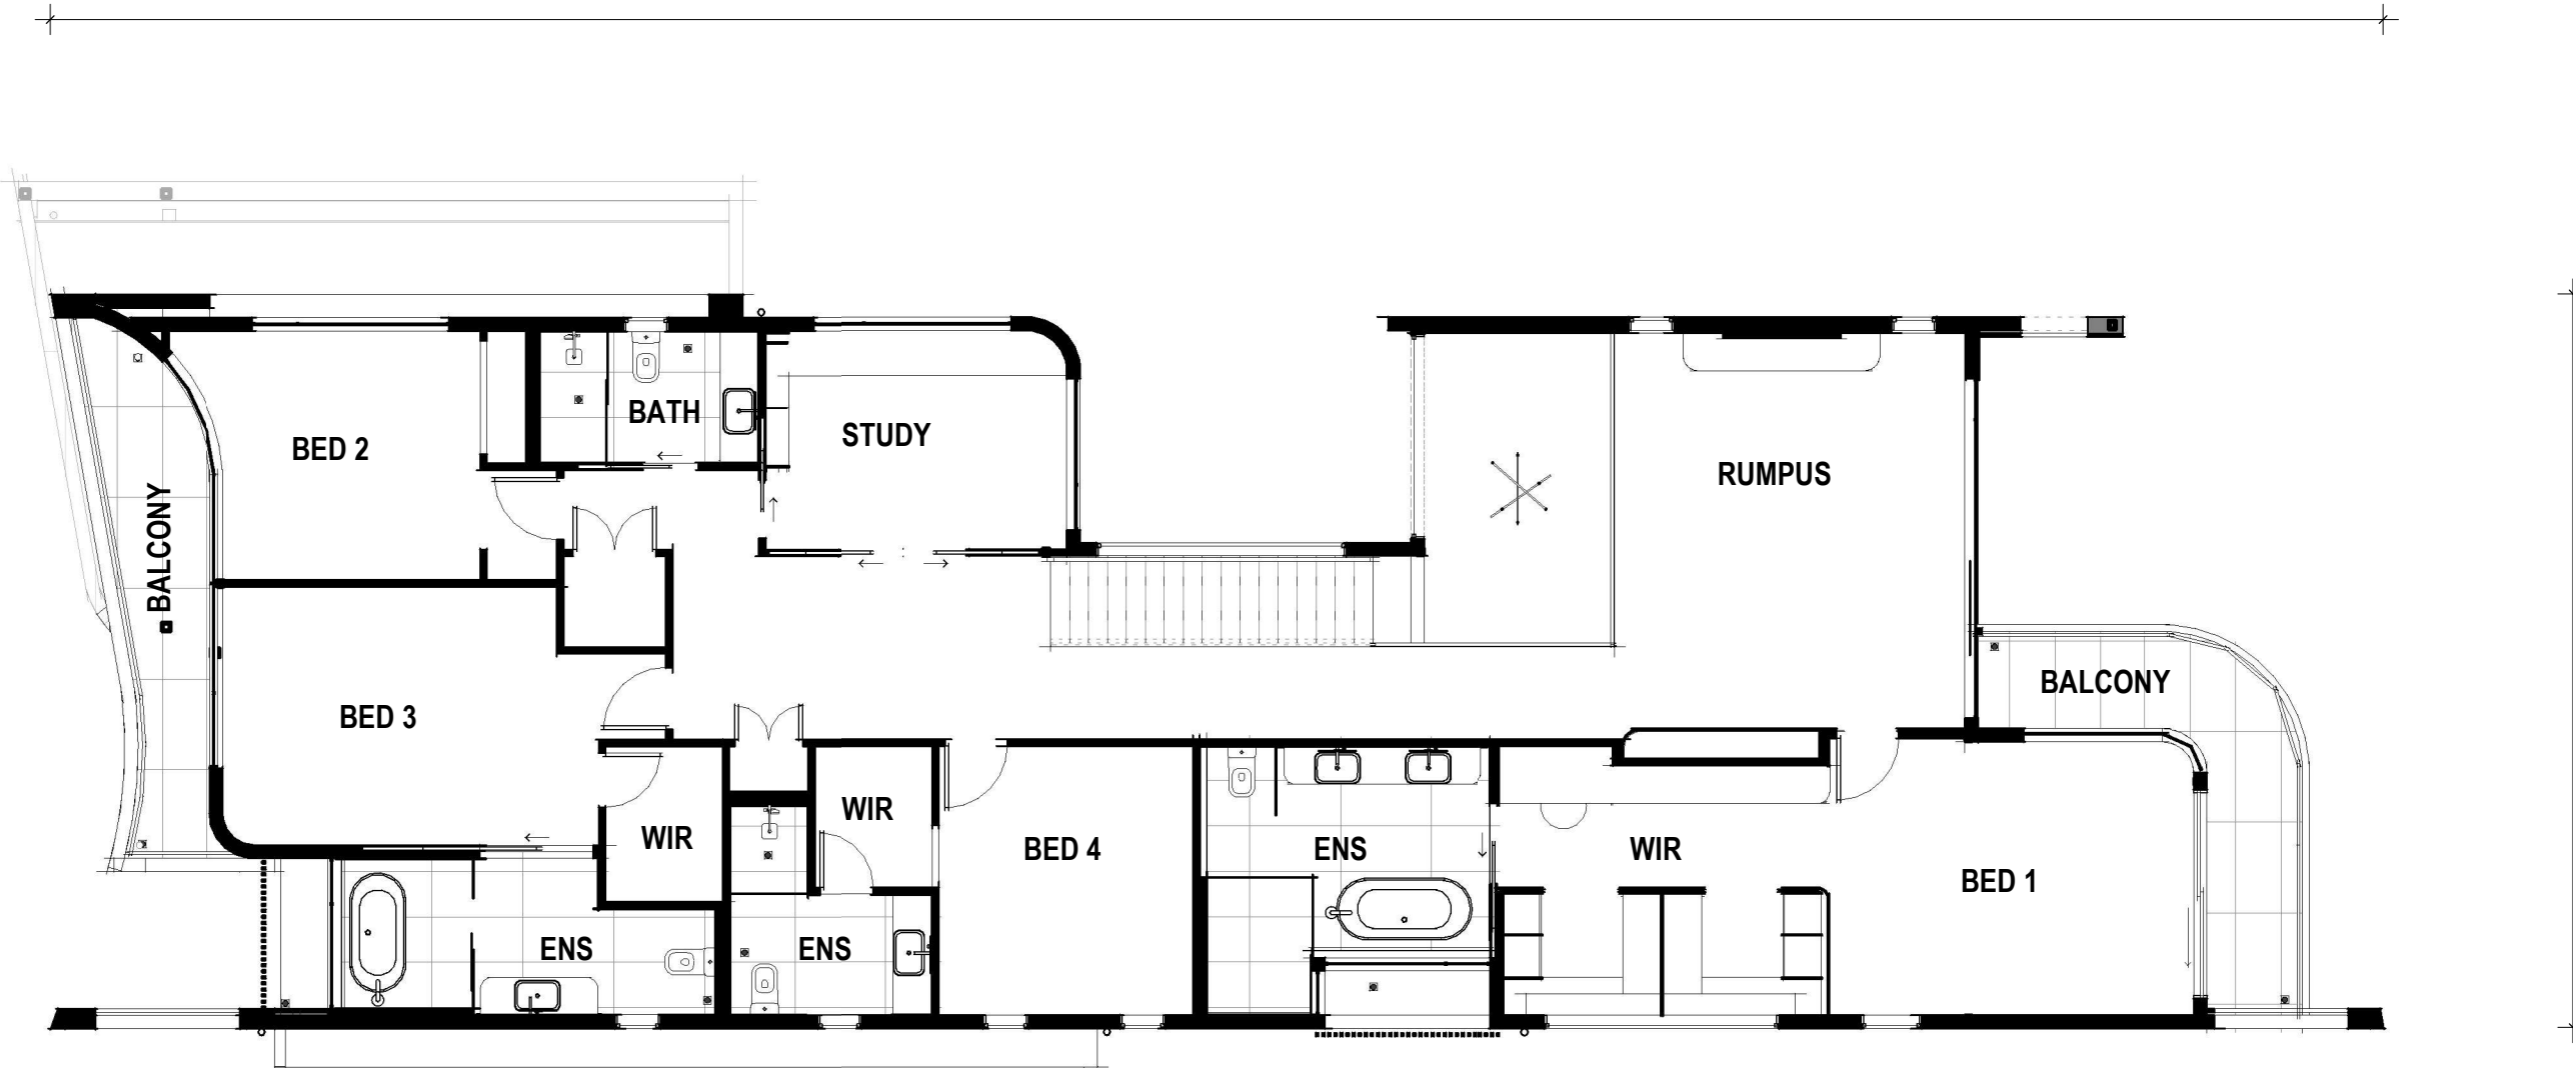 BATH
STUDY
BED 2
RUMPUS
BALCONY
BALCONY
BED 3
WIR
WIR
BED 4
ENS
WIR
BED 1
ENS
ENS